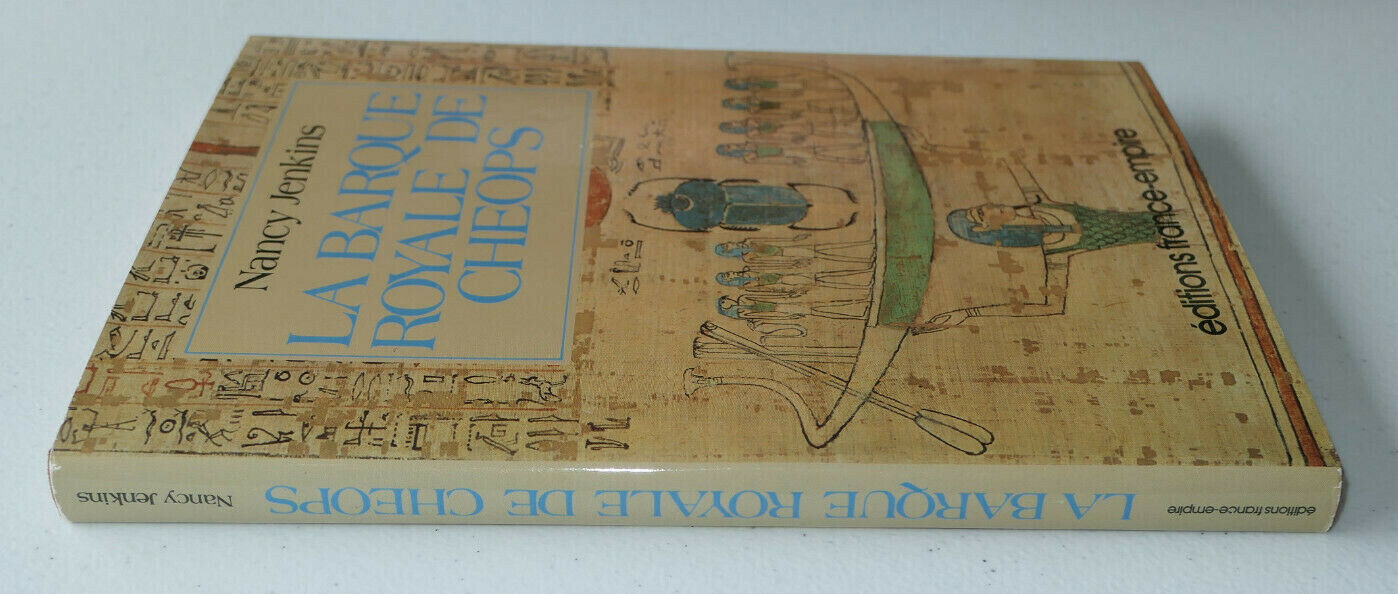 Nancy Jenkins
LA BARQUE
ROYALE DE
CHEOPS
éditions france-empire
éditions france-empire
LA BARQUE ROYALE DE CHEOPS
Nancy Jenkins